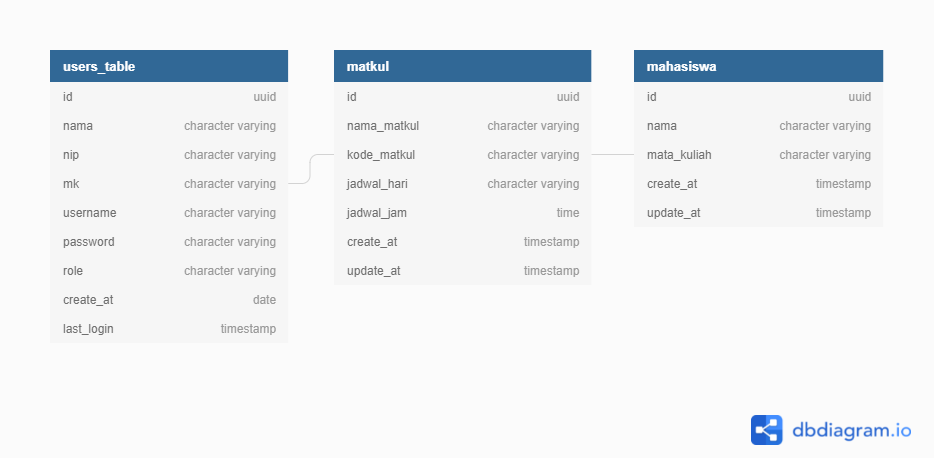 users_table
id uuid
nama character varying
nip character varying
mk character varying
username character varying
password character varying
role character varying
create_at date
last_login timestamp
matkul
id uuid
nama_matkul character varying
kode_matkul character varying
jadwal_hari character varying
jadwal_jam time
create_at timestamp
update_at timestamp
mahasiswa
id uuid
nama character varying
mata_kuliah character varying
create_at timestamp
update_at timestamp
dbdiagram.io